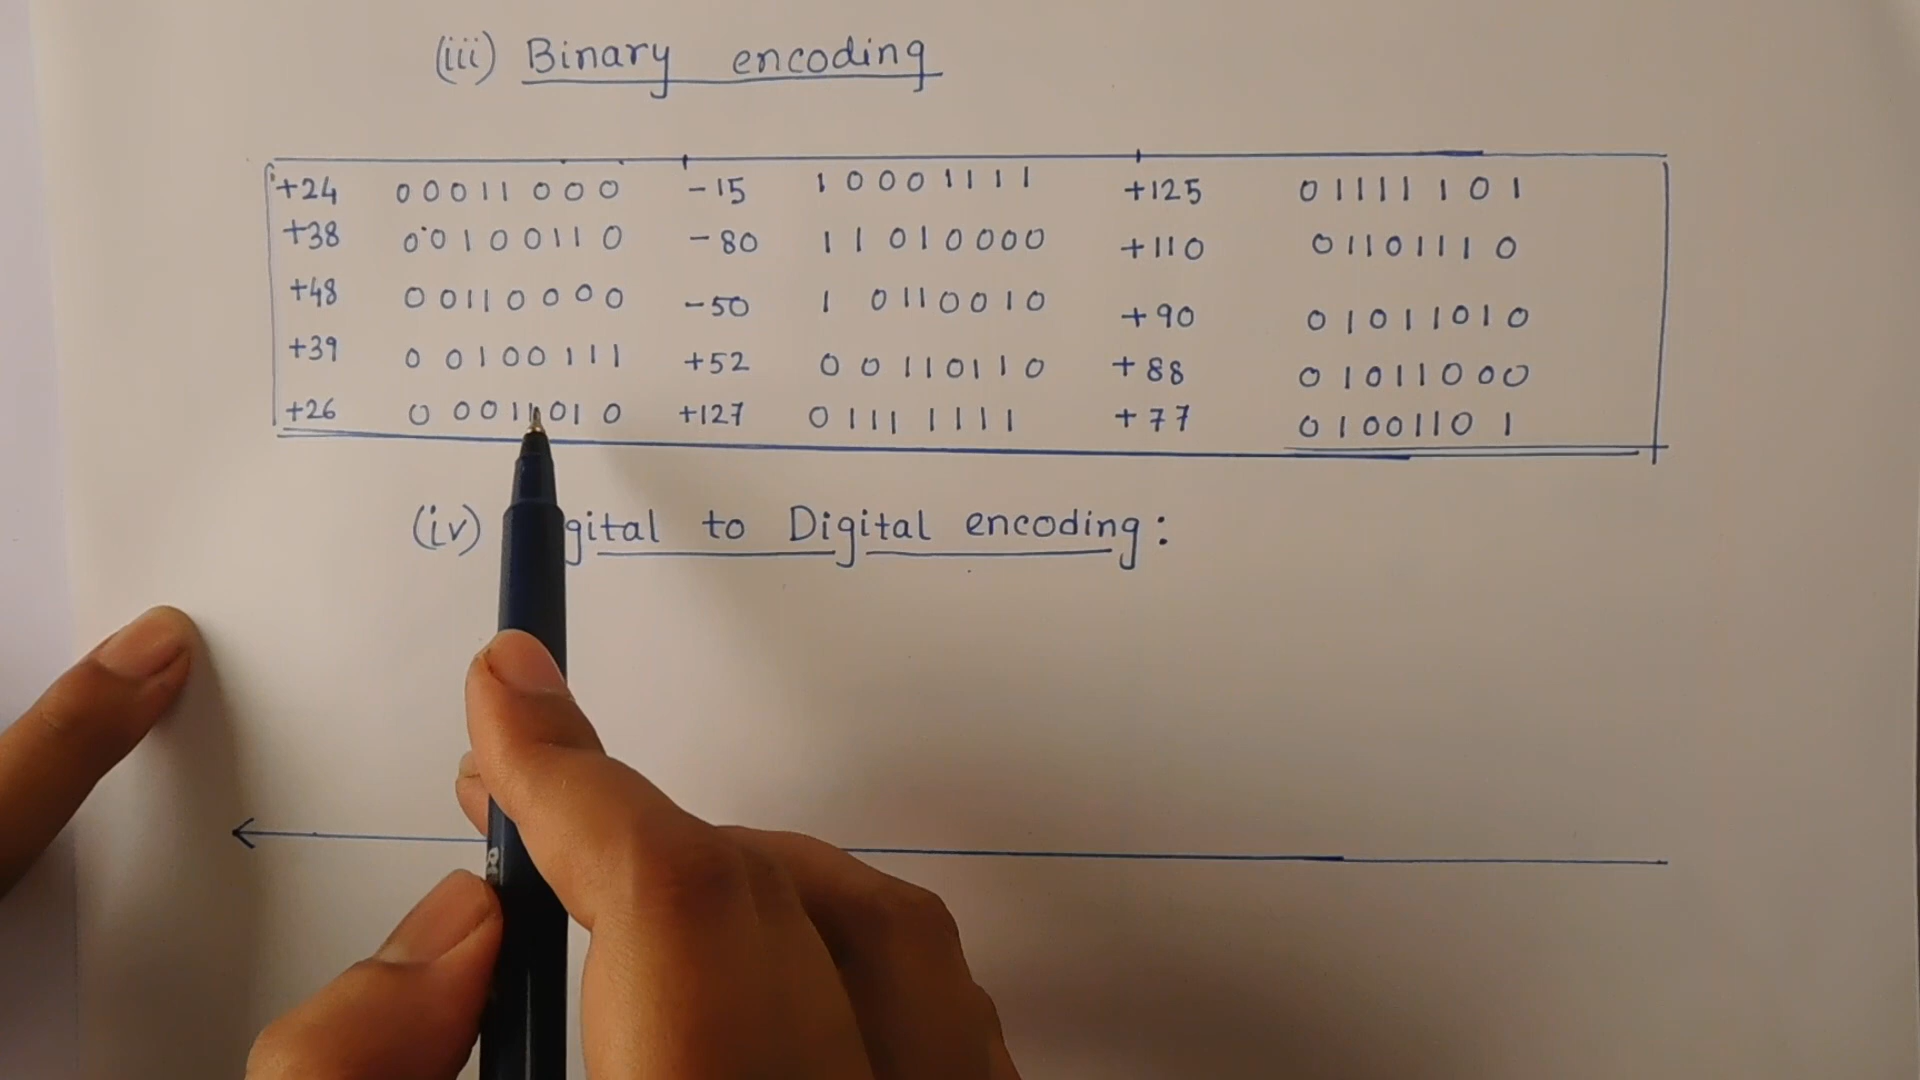 (iii) Binary encoding
+24 00011000 -15 10001111 +125 01111101
+38 00100110 -80 11010000 +110 01101110
+48 00110000 -50 10110010 +90 01011010
+39 00100111 +52 00110110 +88 01011000
+26 00011010 +127 01111111 +77 01001101
(iv) gital to Digital encoding: